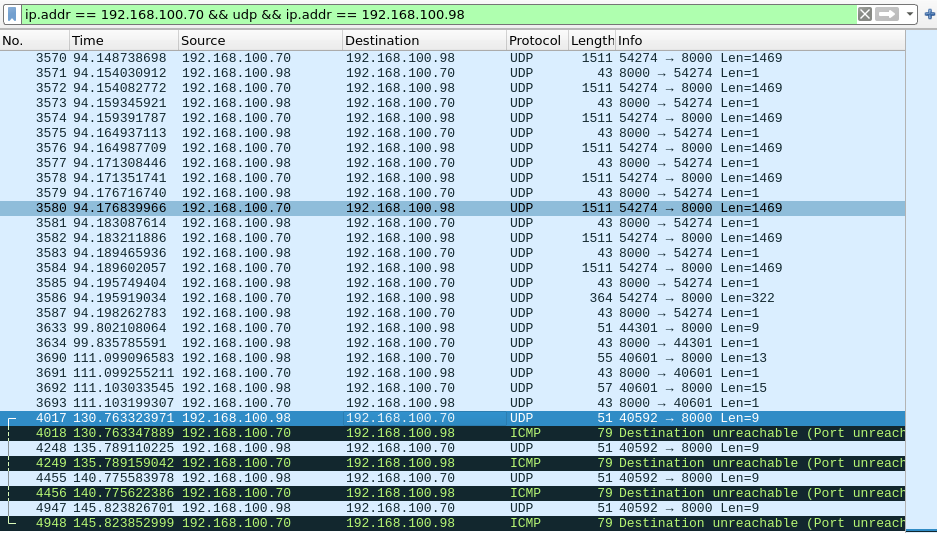 ip.addr == 192.168.100.70 && udp && ip.addr == 192.168.100.98
No. Time Source Destination Protocol Length Info
3570 94.148738698 192.168.100.70 192.168.100.98 UDP 1511 54274 → 8000 Len=1469
3571 94.154030912 192.168.100.98 192.168.100.70 UDP 43 8000 → 54274 Len=1
3572 94.154082772 192.168.100.70 192.168.100.98 UDP 1511 54274 → 8000 Len=1469
3573 94.159345921 192.168.100.98 192.168.100.70 UDP 43 8000 → 54274 Len=1
3574 94.159391787 192.168.100.70 192.168.100.98 UDP 1511 54274 → 8000 Len=1469
3575 94.164937113 192.168.100.98 192.168.100.70 UDP 43 8000 → 54274 Len=1
3576 94.164987709 192.168.100.70 192.168.100.98 UDP 1511 54274 → 8000 Len=1469
3577 94.171308446 192.168.100.98 192.168.100.70 UDP 43 8000 → 54274 Len=1
3578 94.171351741 192.168.100.70 192.168.100.98 UDP 1511 54274 → 8000 Len=1469
3579 94.176716740 192.168.100.98 192.168.100.70 UDP 43 8000 → 54274 Len=1
3580 94.176839966 192.168.100.70 192.168.100.98 UDP 1511 54274 → 8000 Len=1469
3581 94.183087614 192.168.100.98 192.168.100.70 UDP 43 8000 → 54274 Len=1
3582 94.183211886 192.168.100.70 192.168.100.98 UDP 1511 54274 → 8000 Len=1469
3583 94.189465936 192.168.100.98 192.168.100.70 UDP 43 8000 → 54274 Len=1
3584 94.189602057 192.168.100.70 192.168.100.98 UDP 1511 54274 → 8000 Len=1469
3585 94.195749404 192.168.100.98 192.168.100.70 UDP 43 8000 → 54274 Len=1
3586 94.195919034 192.168.100.70 192.168.100.98 UDP 364 54274 → 8000 Len=322
3587 94.198262783 192.168.100.98 192.168.100.70 UDP 43 8000 → 54274 Len=1
3633 99.802108064 192.168.100.70 192.168.100.98 UDP 51 44301 → 8000 Len=9
3634 99.835785591 192.168.100.98 192.168.100.70 UDP 43 8000 → 44301 Len=1
3690 111.099096583 192.168.100.98 192.168.100.70 UDP 55 40601 → 8000 Len=13
3691 111.099255211 192.168.100.70 192.168.100.98 UDP 43 8000 → 40601 Len=1
3692 111.103033545 192.168.100.98 192.168.100.70 UDP 57 40601 → 8000 Len=15
3693 111.103199307 192.168.100.70 192.168.100.98 UDP 43 8000 → 40601 Len=1
4017 130.763323971 192.168.100.98 192.168.100.70 UDP 51 40592 → 8000 Len=9
4018 130.763347889 192.168.100.70 192.168.100.98 ICMP 79 Destination unreachable (Port unreach
4248 135.789110225 192.168.100.98 192.168.100.70 UDP 51 40592 → 8000 Len=9
4249 135.789159042 192.168.100.70 192.168.100.98 ICMP 79 Destination unreachable (Port unreach
4455 140.775583978 192.168.100.98 192.168.100.70 UDP 51 40592 → 8000 Len=9
4456 140.775622386 192.168.100.70 192.168.100.98 ICMP 79 Destination unreachable (Port unreach
4947 145.823826701 192.168.100.98 192.168.100.70 UDP 51 40592 → 8000 Len=9
4948 145.823852999 192.168.100.70 192.168.100.98 ICMP 79 Destination unreachable (Port unreach